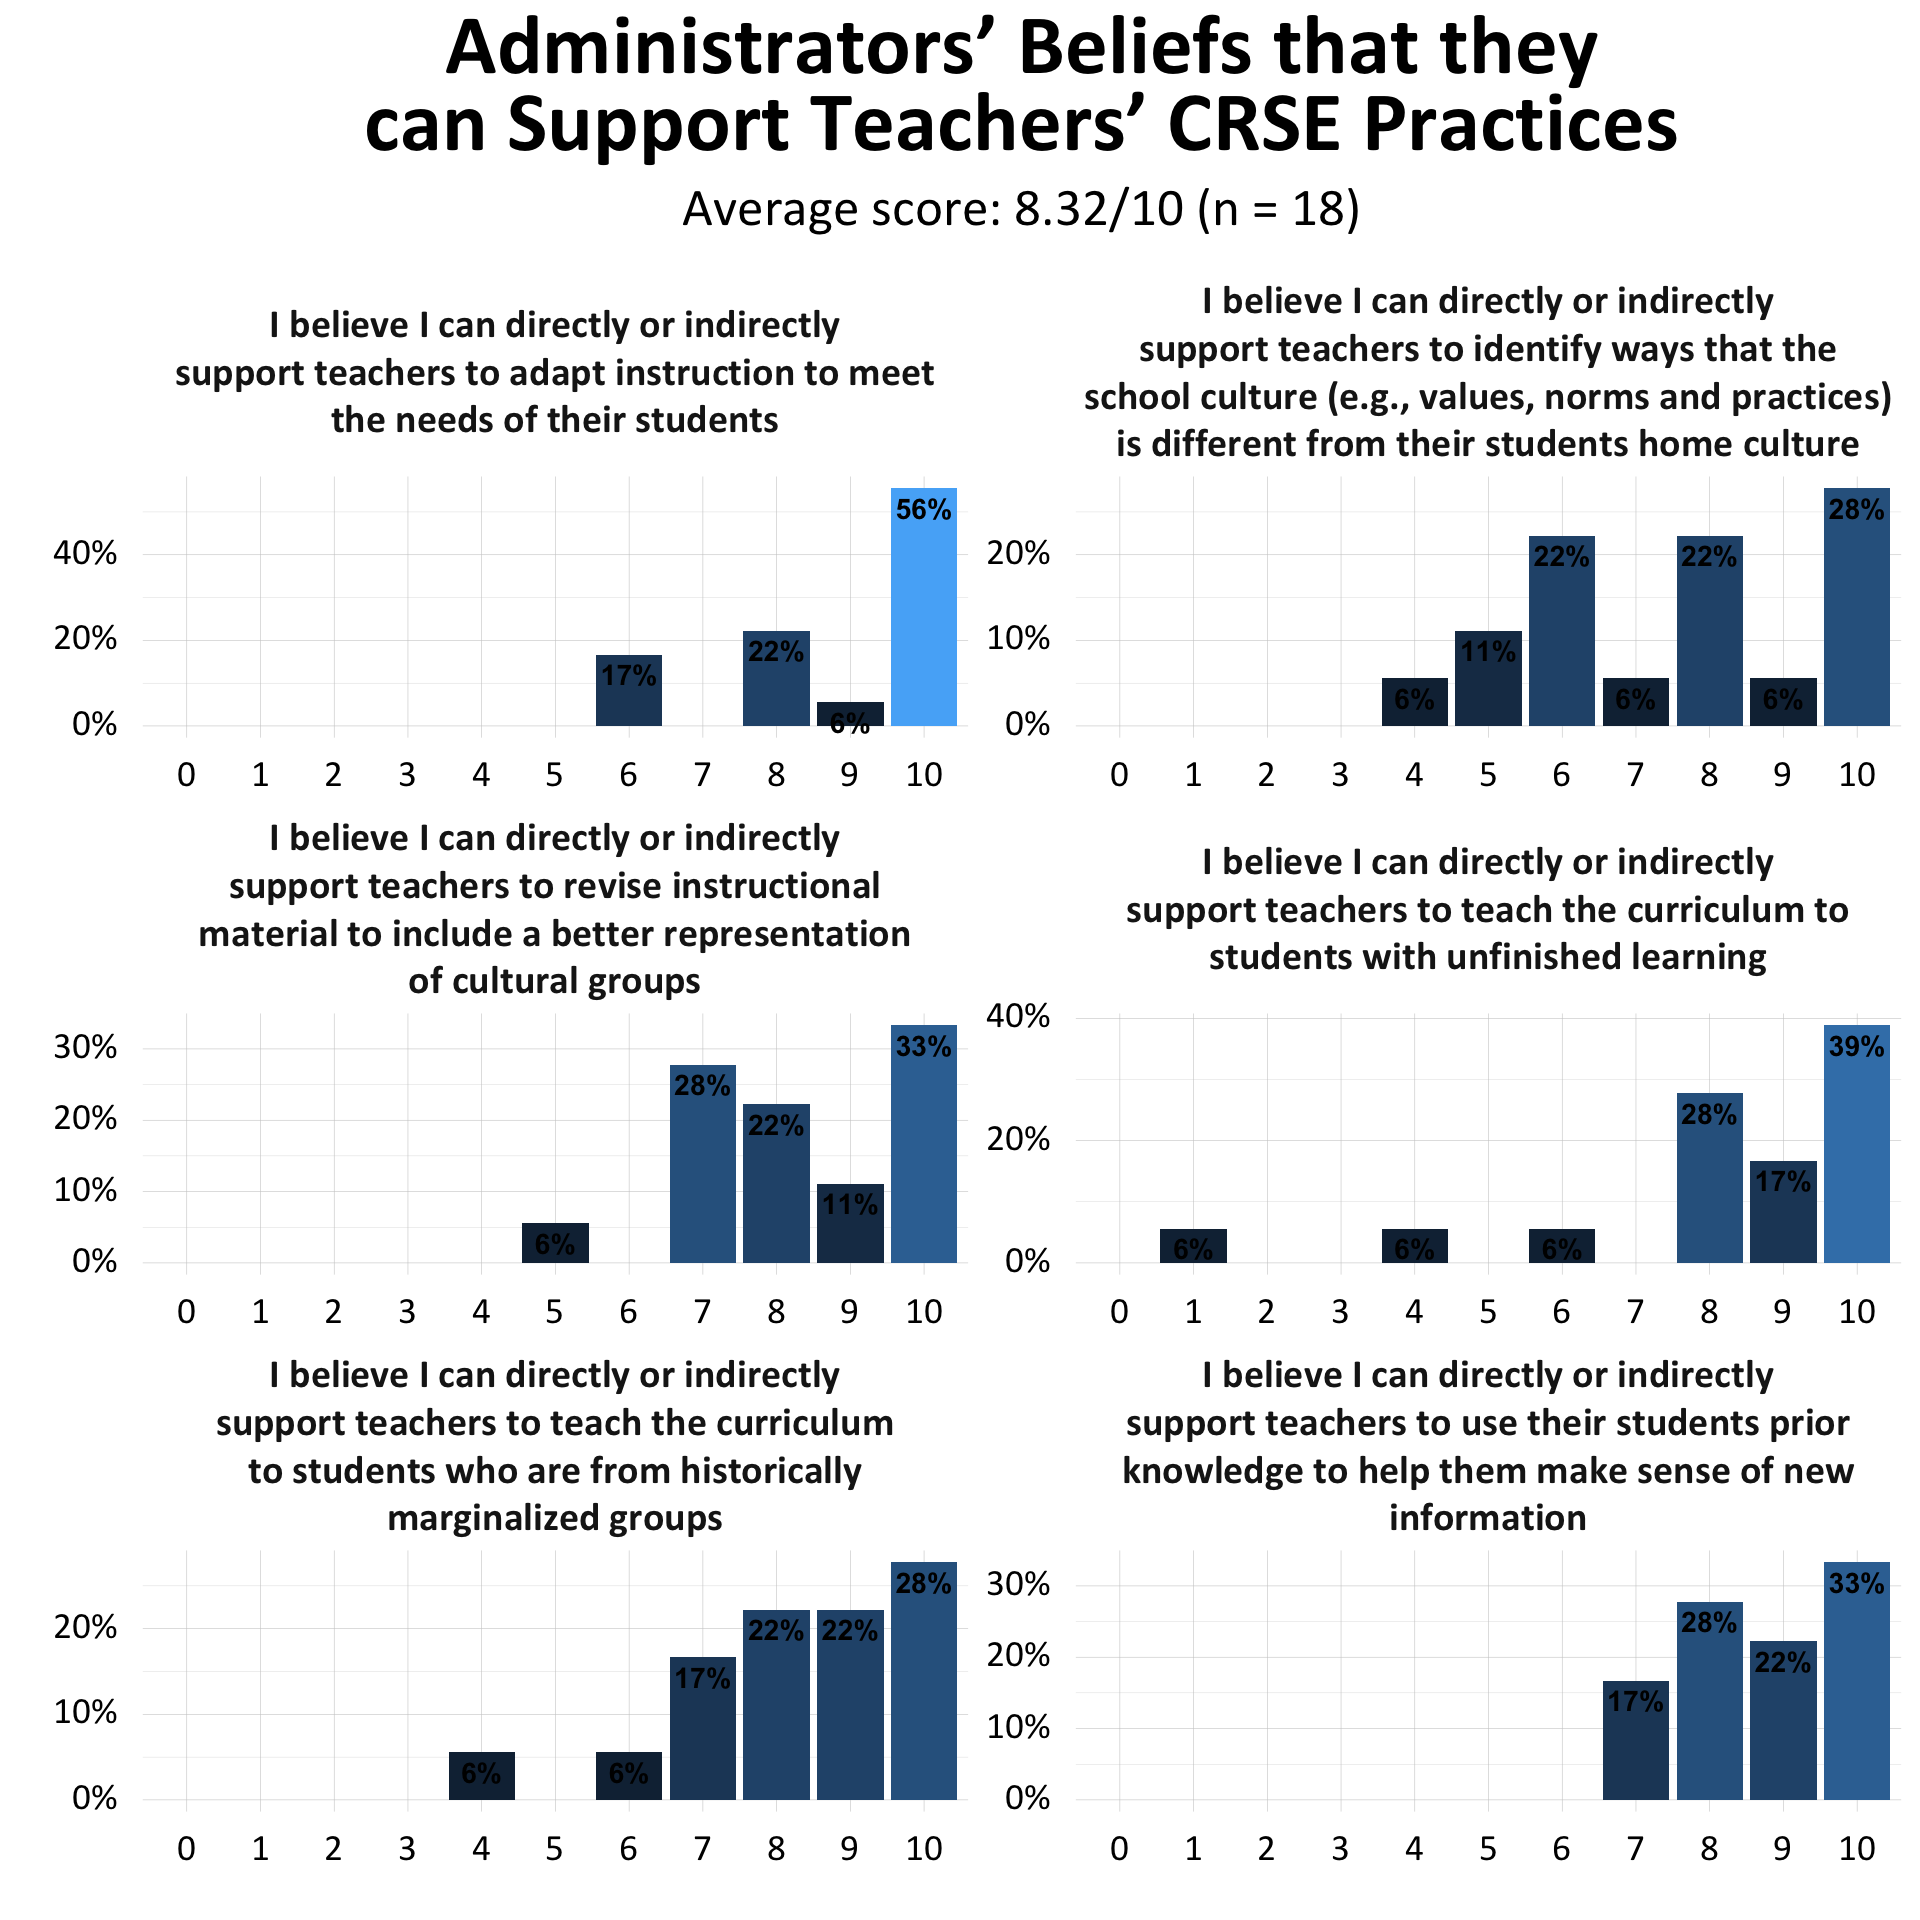 Administrators’ Beliefs that they
can Support Teachers’ CRSE Practices
Average score: 8.32/10 (n = 18)
I believe I can directly or indirectly
support teachers to adapt instruction to meet
the needs of their students
40%
20%
0%
17%
22%
6%
56%
0 1 2 3 4 5 6 7 8 9 10
I believe I can directly or indirectly
support teachers to identify ways that the
school culture (e.g., values, norms and practices)
is different from their students home culture
20%
10%
0%
6%
11%
22%
6%
22%
6%
28%
0 1 2 3 4 5 6 7 8 9 10
I believe I can directly or indirectly
support teachers to revise instructional
material to include a better representation
of cultural groups
30%
20%
10%
0%
6%
28%
22%
11%
33%
0 1 2 3 4 5 6 7 8 9 10
I believe I can directly or indirectly
support teachers to teach the curriculum to
students with unfinished learning
40%
20%
0%
6%
6%
6%
28%
17%
39%
0 1 2 3 4 5 6 7 8 9 10
I believe I can directly or indirectly
support teachers to teach the curriculum
to students who are from historically
marginalized groups
20%
10%
0%
6%
6%
17%
22%
22%
28%
0 1 2 3 4 5 6 7 8 9 10
I believe I can directly or indirectly
support teachers to use their students prior
knowledge to help them make sense of new
information
30%
20%
10%
0%
17%
28%
22%
33%
0 1 2 3 4 5 6 7 8 9 10